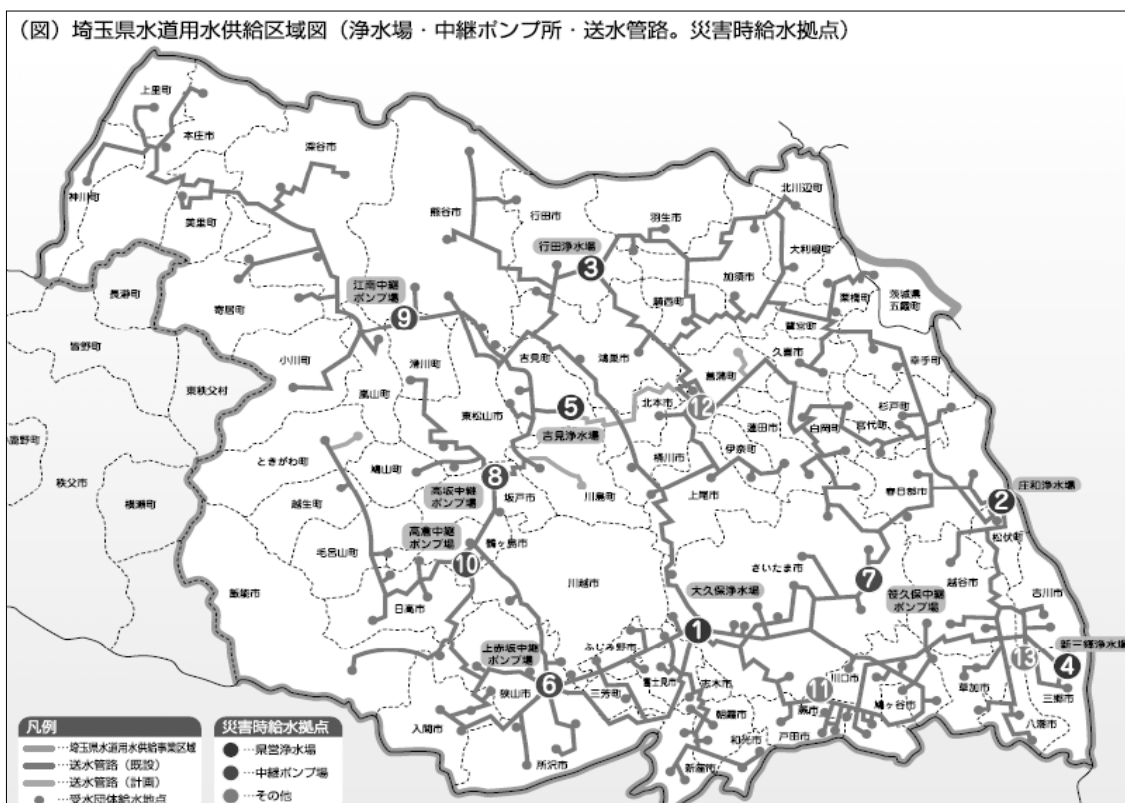 （図）埼玉県水道用水供給区域図（浄水場・中継ポンプ所・送水管路。災害時給水拠点）
上里町
本庄市
深谷市
神川町
美里町
熊谷市
行田市
羽生市
北川辺町
大利根町
行田浄水場
3
加須市
騎西町
栗橋町
茨城県
五霞町
長瀞町
寄居町
江南中継
ポンプ場
9
鷲宮町
皆野町
小川町
滑川町
吉見町
鴻巣市
久喜市
幸手町
菖蒲町
東秩父村
嵐山町
東松山市
5
北本市
12
杉戸町
吉見浄水場
蓮田市
白岡町
宮代町
伊奈町
桶川市
ときがわ町
鳩山町
8
秩父市
横瀬町
越生町
高坂中継
ポンプ場
坂戸市
川島町
上尾市
春日部市
庄和浄水場
2
松伏町
高倉中継
ポンプ場
鶴ヶ島市
毛呂山町
10
川越市
さいたま市
7
越谷市
飯能市
日高市
大久保浄水場
笹久保中継
ポンプ場
吉川市
1
上赤坂中継
ポンプ場
ふじみ野市
新三郷浄水場
13
4
6
狭山市
三芳町
富士見市
志木市
11
川口市
蕨市
鳩ヶ谷市
草加市
三郷市
入間市
朝霞市
和光市
戸田市
八潮市
所沢市
新座市
凡例
…埼玉県水道用水供給事業区域
…送水管路（既設）
…送水管路（計画）
…受水団体給水地点
災害時給水拠点
…県営浄水場
…中継ポンプ場
…その他